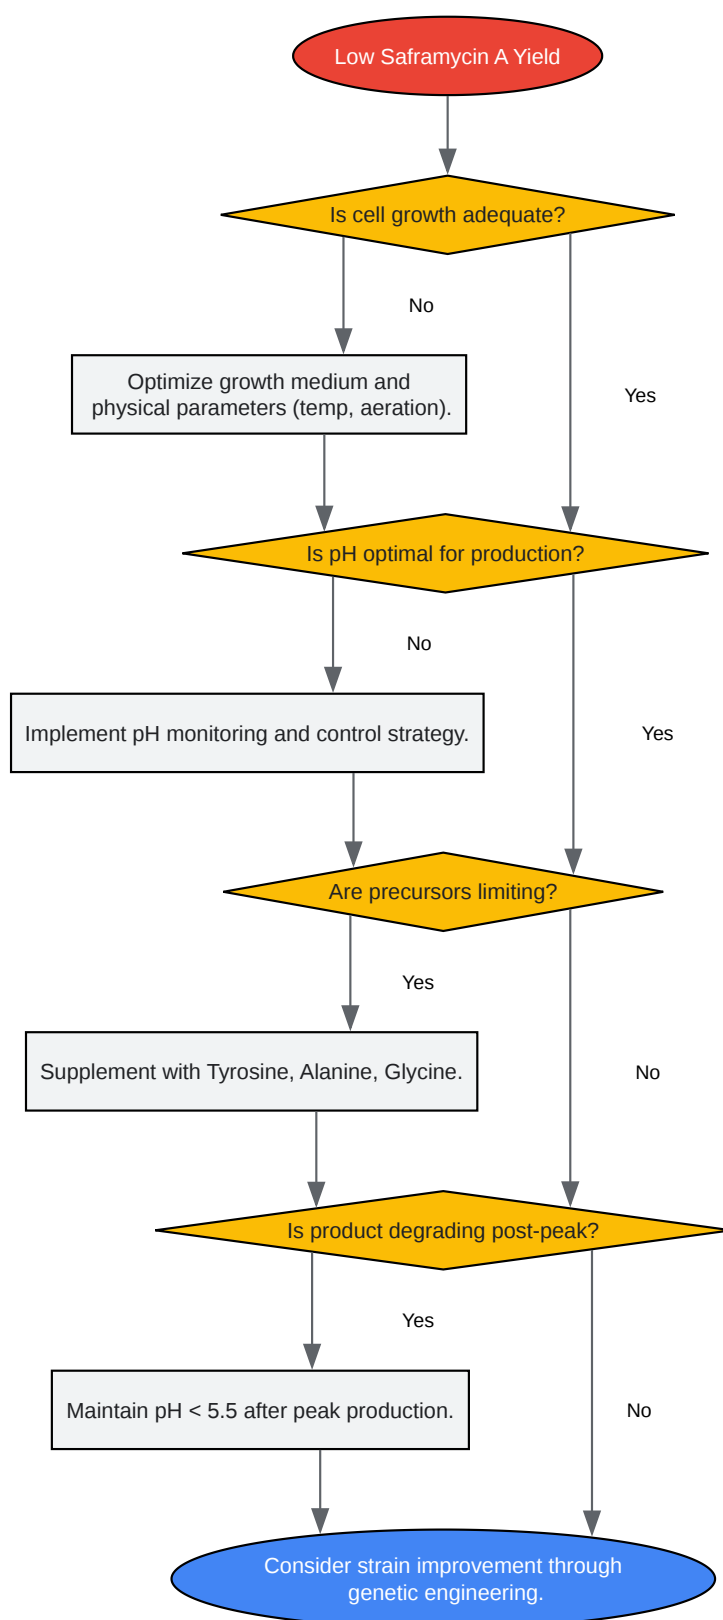 Low Saframycin A Yield
Is cell growth adequate?
No
Optimize growth medium and
physical parameters (temp, aeration).
Yes
Is pH optimal for production?
No
Implement pH monitoring and control strategy.
Yes
Are precursors limiting?
Yes
Supplement with Tyrosine, Alanine, Glycine.
No
Is product degrading post-peak?
Yes
Maintain pH < 5.5 after peak production.
No
Consider strain improvement through
genetic engineering.